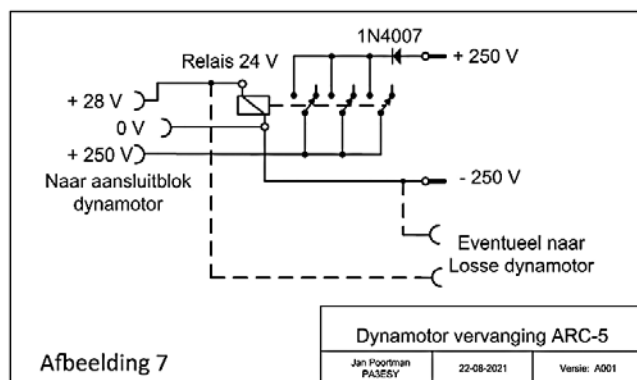 1N4007
+ 250 V
Relais 24 V
+ 28 V
0 V
+ 250 V
Naar aansluitblok
dynamotor
- 250 V
Eventueel naar
Losse dynamotor
Dynamotor vervanging ARC-5
Jan Poortman
PA3ESY
22-08-2021
Versie: A001
Afbeelding 7